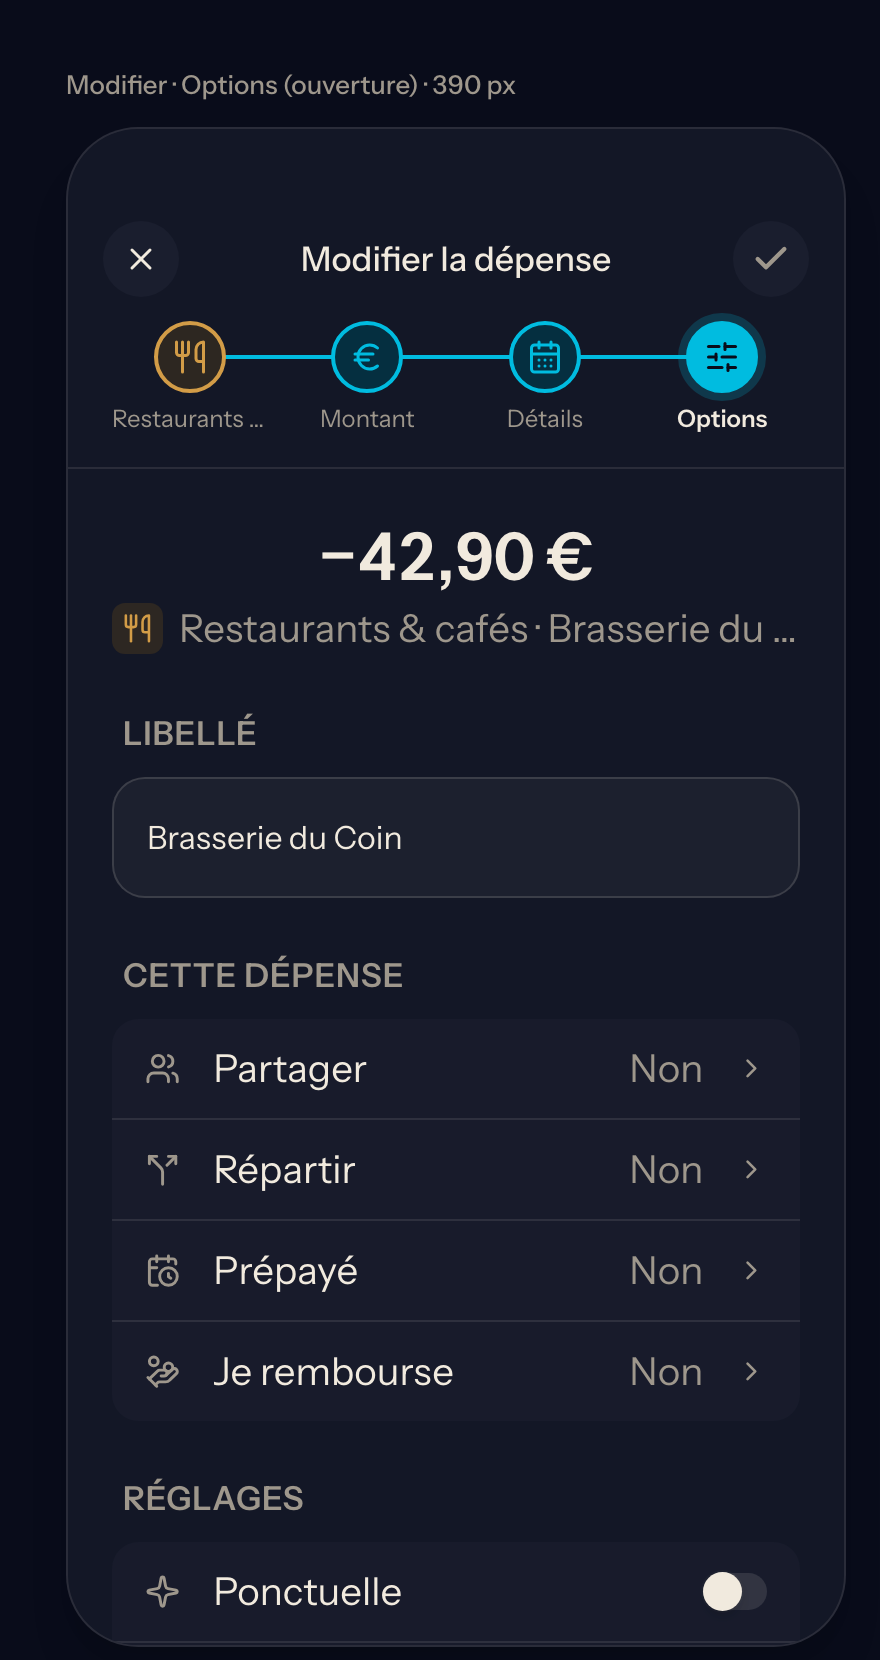 Modifier · Options (ouverture) · 390 px
Modifier la dépense
Restaurants ...
Montant
Détails
Options
−42,90 €
Restaurants & cafés · Brasserie du ...
LIBELLÉ
Brasserie du Coin
CETTE DÉPENSE
Partager Non
Répartir Non
Prépayé Non
Je rembourse Non
RÉGLAGES
Ponctuelle